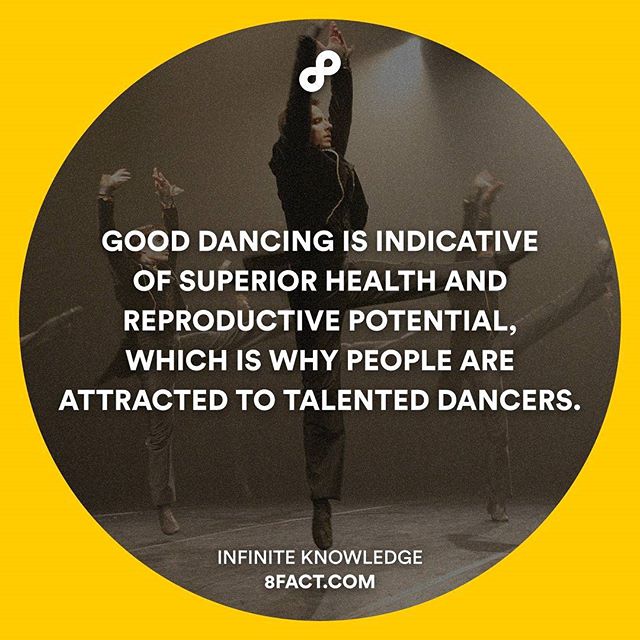 GOOD DANCING IS INDICATIVE
OF SUPERIOR HEALTH AND
REPRODUCTIVE POTENTIAL,
WHICH IS WHY PEOPLE ARE
ATTRACTED TO TALENTED DANCERS.
INFINITE KNOWLEDGE
8FACT.COM